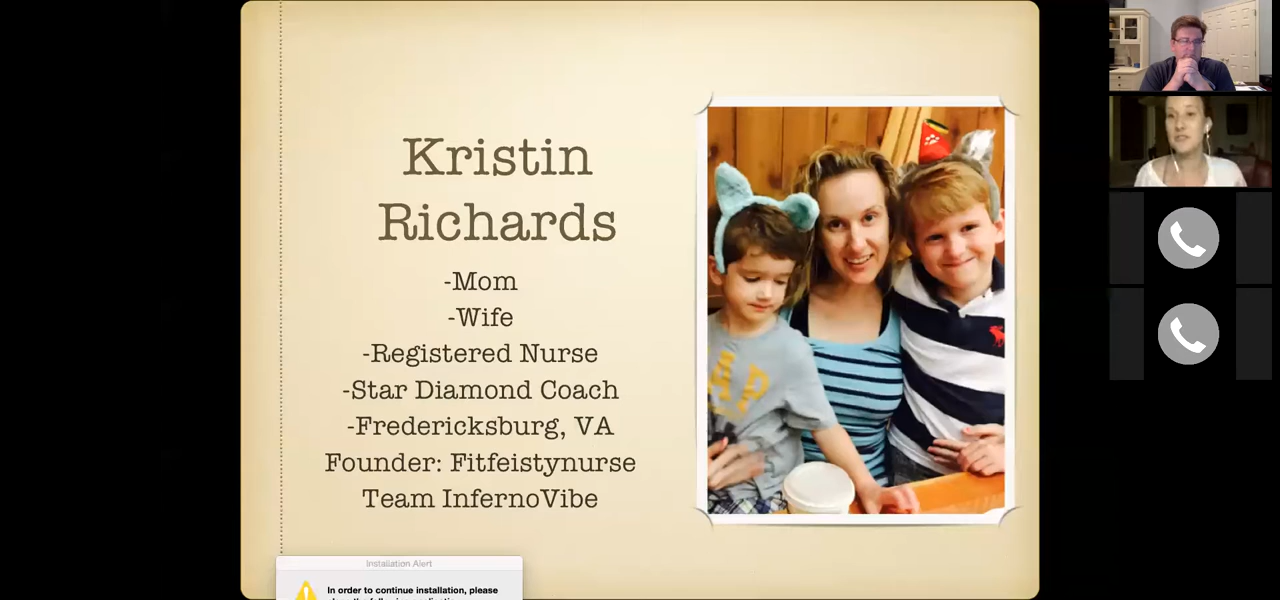 Kristin
Richards
-Mom
-Wife
-Registered Nurse
-Star Diamond Coach
-Fredericksburg, VA
Founder: Fitfeistynurse
Team InfernoVibe
GAP
Installation Alert
In order to continue installation, please